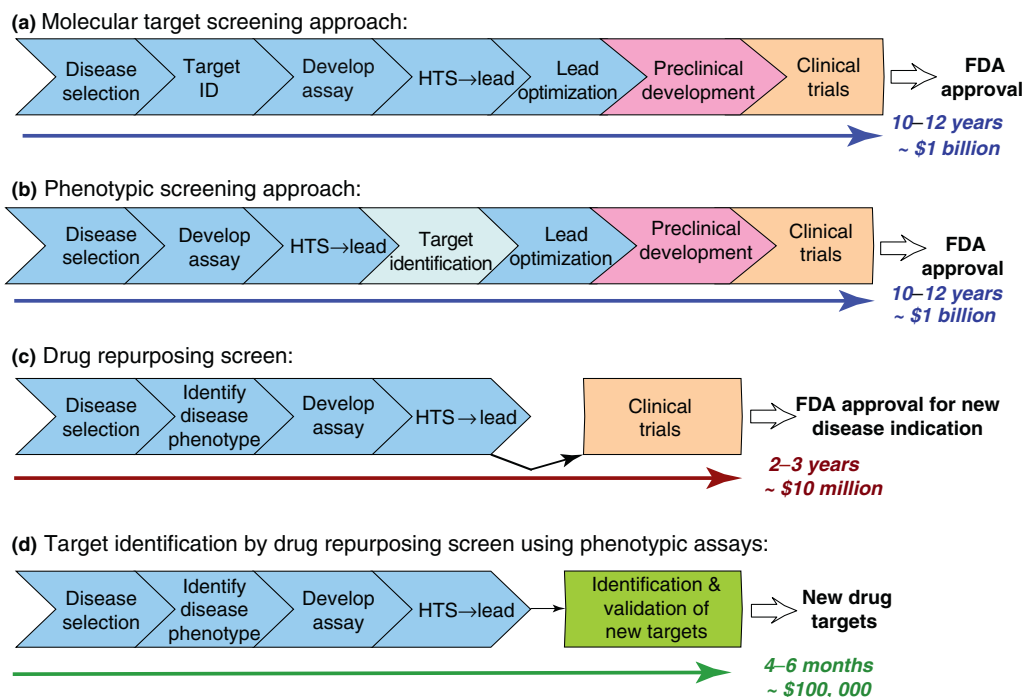 (a) Molecular target screening approach:
Disease
selection
Target
ID
Develop
assay
HTS→lead
Lead
optimization
Preclinical
development
Clinical
trials
FDA
approval
10–12 years
~ $1 billion
(b) Phenotypic screening approach:
Disease
selection
Develop
assay
HTS→lead
Target
identification
Lead
optimization
Preclinical
development
Clinical
trials
FDA
approval
10–12 years
~ $1 billion
(c) Drug repurposing screen:
Disease
selection
Identify
disease
phenotype
Develop
assay
HTS→lead
Clinical
trials
FDA approval for new
disease indication
2–3 years
~ $10 million
(d) Target identification by drug repurposing screen using phenotypic assays:
Disease
selection
Identify
disease
phenotype
Develop
assay
HTS→lead
Identification &
validation of
new targets
New drug
targets
4–6 months
~ $100, 000